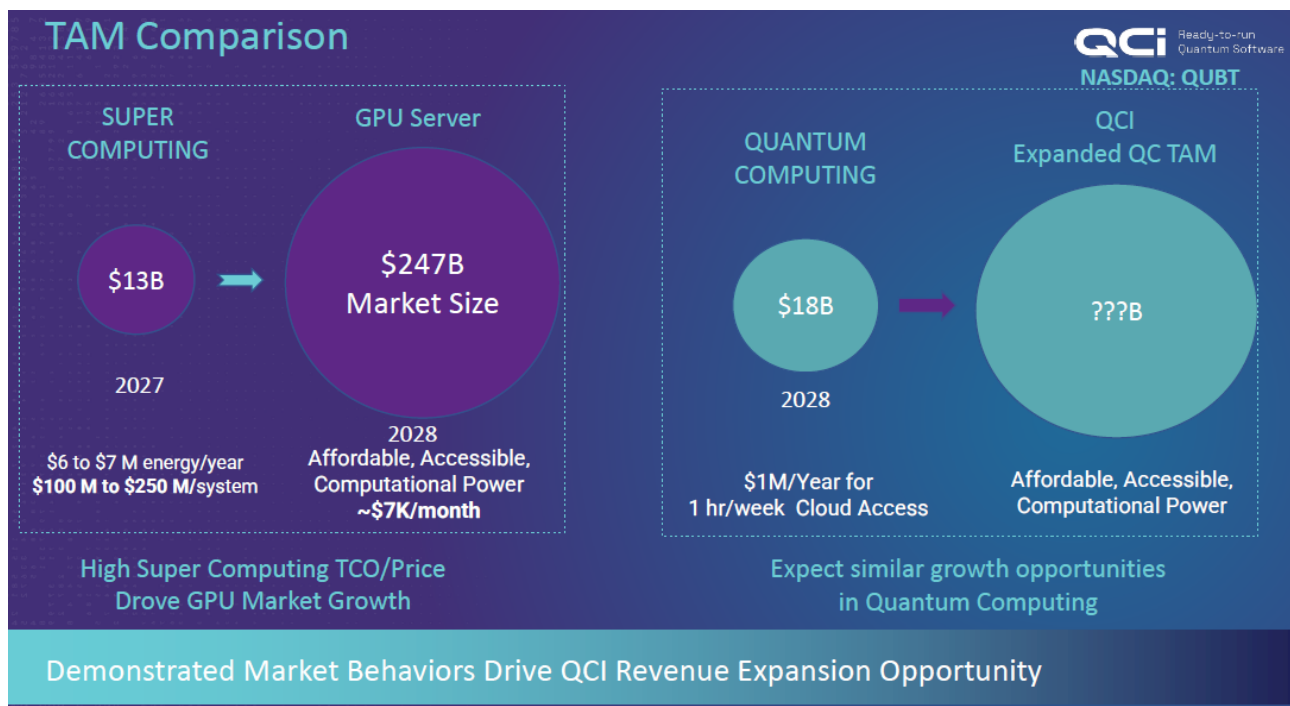 TAM Comparison
QCi
Ready-to-run
Quantum Software
NASDAQ: QUBT
SUPER
COMPUTING
$13B
2027
$6 to $7 M energy/year
$100 M to $250 M/system
GPU Server
$247B
Market Size
2028
Affordable, Accessible,
Computational Power
~$7K/month
High Super Computing TCO/Price
Drove GPU Market Growth
QUANTUM
COMPUTING
$18B
2028
$1M/Year for
1 hr/week Cloud Access
QCI
Expanded QC TAM
???B
Affordable, Accessible,
Computational Power
Expect similar growth opportunities
in Quantum Computing
Demonstrated Market Behaviors Drive QCI Revenue Expansion Opportunity